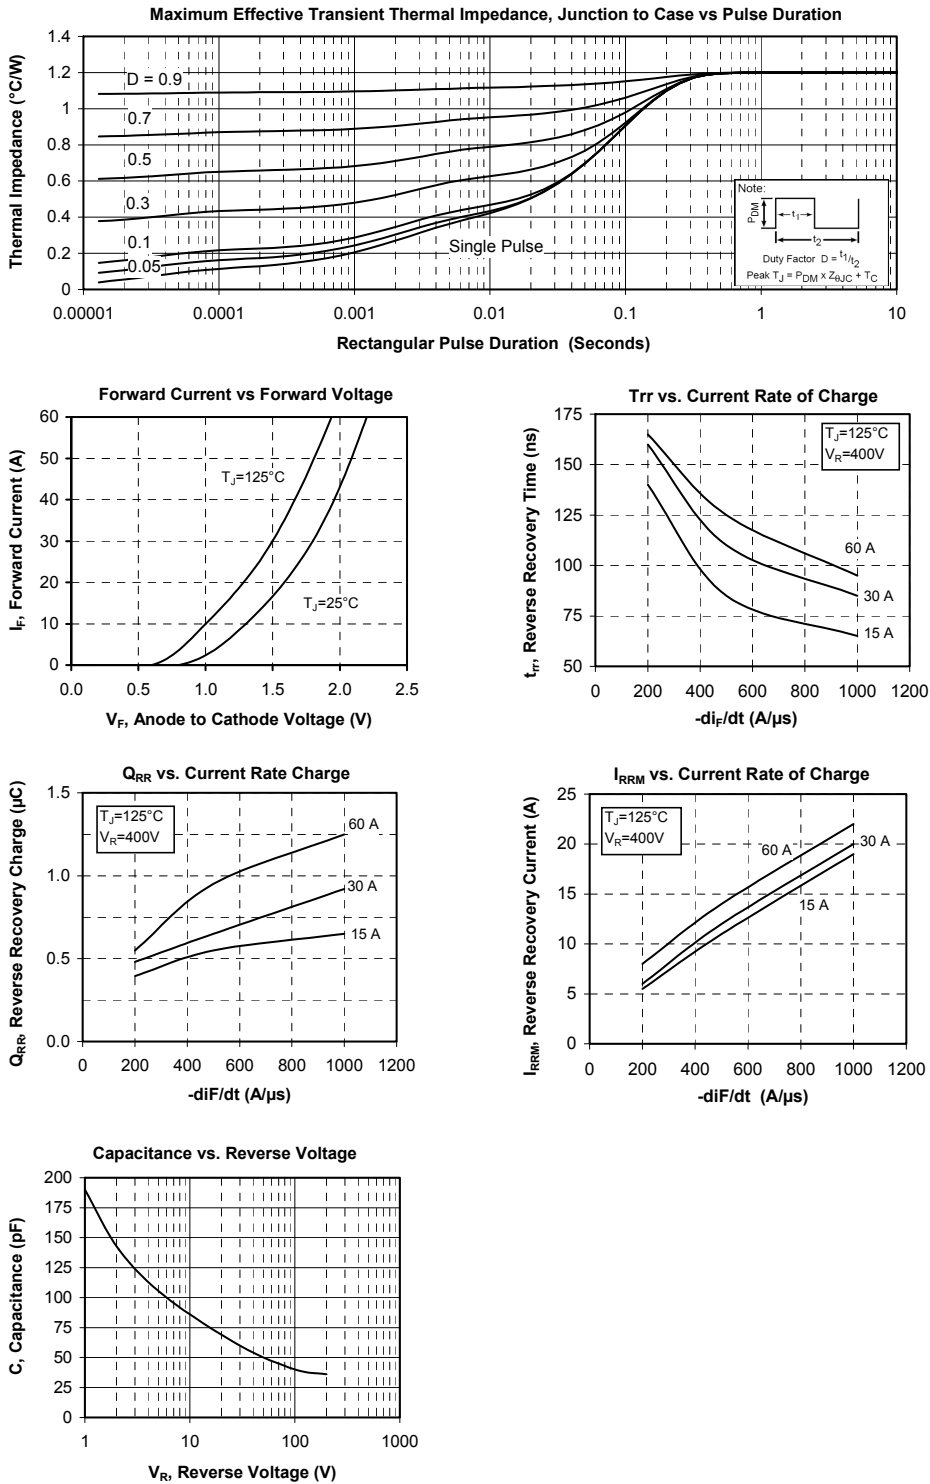 Maximum Effective Transient Thermal Impedance, Junction to Case vs Pulse Duration
Thermal Impedance (°C/W)
1.4
1.2
1
0.8
0.6
0.4
0.2
0
D = 0.9
0.7
0.5
0.3
0.1
0.05
Single Pulse
Note:
PDM
t1
t2
Duty Factor D = t1/t2
Peak TJ = PDM x ZθJC + TC
0.00001
0.0001
0.001
0.01
0.1
1
10
Rectangular Pulse Duration (Seconds)
Forward Current vs Forward Voltage
IF, Forward Current (A)
60
50
40
30
20
10
0
TJ=125°C
TJ=25°C
0.0
0.5
1.0
1.5
2.0
2.5
VF, Anode to Cathode Voltage (V)
Trr vs. Current Rate of Charge
trr, Reverse Recovery Time (ns)
175
150
125
100
75
50
TJ=125°C
VR=400V
60 A
30 A
15 A
0
200
400
600
800
1000
1200
-diF/dt (A/µs)
QRR vs. Current Rate Charge
QRR, Reverse Recovery Charge (µC)
1.5
1.0
0.5
0.0
TJ=125°C
VR=400V
60 A
30 A
15 A
0
200
400
600
800
1000
1200
-diF/dt (A/µs)
IRRM vs. Current Rate of Charge
IRRM, Reverse Recovery Current (A)
25
20
15
10
5
0
TJ=125°C
VR=400V
60 A
30 A
15 A
0
200
400
600
800
1000
1200
-diF/dt (A/µs)
Capacitance vs. Reverse Voltage
C, Capacitance (pF)
200
175
150
125
100
75
50
25
0
1
10
100
1000
VR, Reverse Voltage (V)